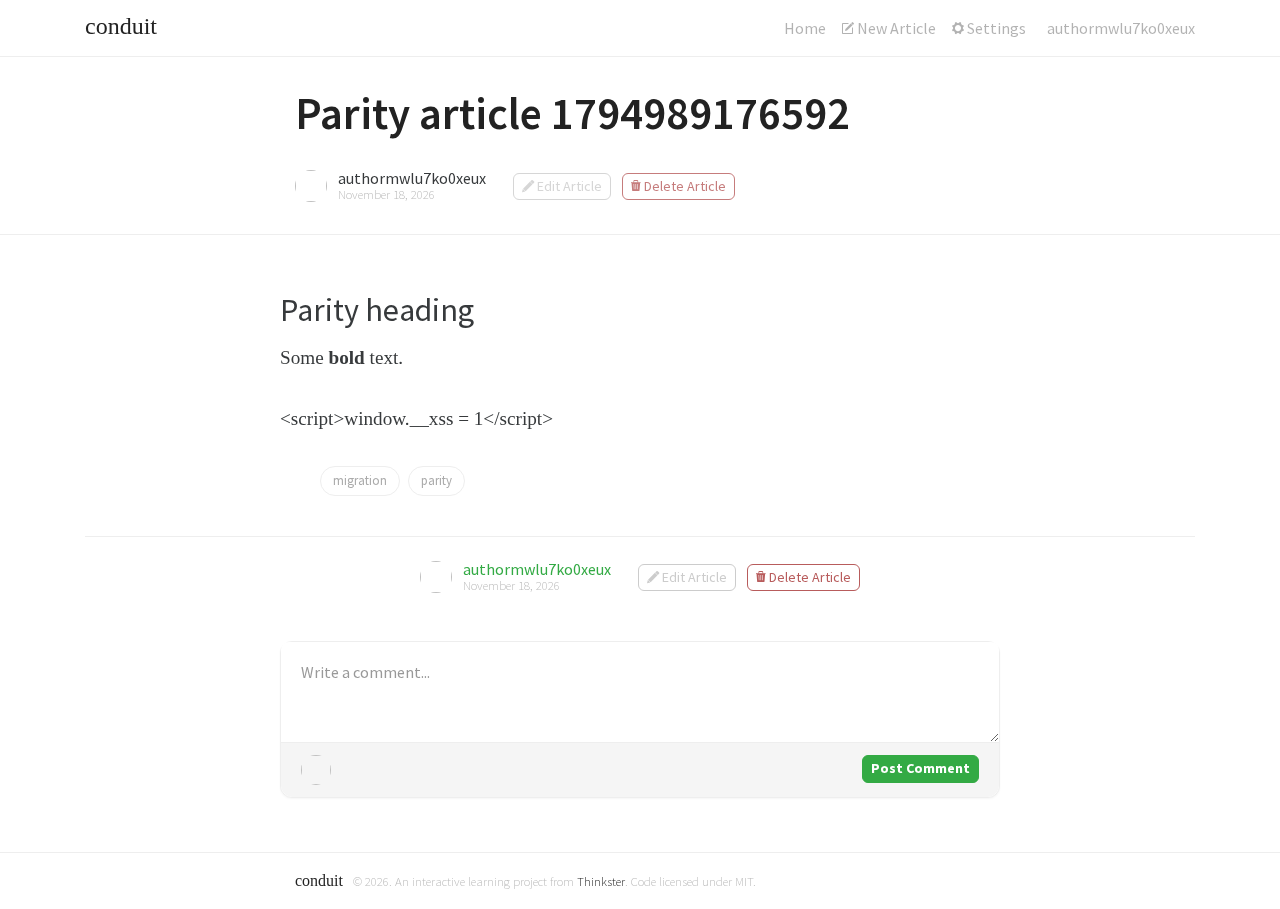 conduit
Home New Article Settings authormwlu7ko0xeux
Parity article 1794989176592
authormwlu7ko0xeux
November 18, 2026
Edit Article Delete Article
Parity heading
Some bold text.
<script>window.__xss = 1</script>
migration parity
authormwlu7ko0xeux
November 18, 2026
Edit Article Delete Article
Write a comment...
Post Comment
conduit © 2026. An interactive learning project from Thinkster. Code licensed under MIT.